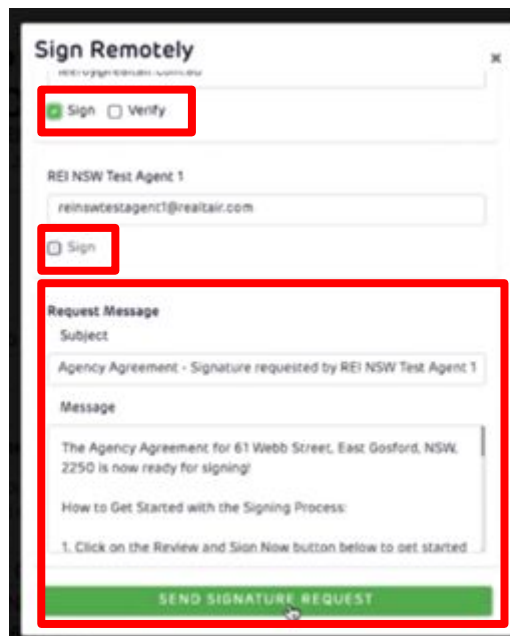 Sign Remotely
×
Sign Verify
REI NSW Test Agent 1
reinswtestagent1@realtair.com
Sign
Request Message
Subject
Agency Agreement - Signature requested by REI NSW Test Agent 1
Message
The Agency Agreement for 61 Webb Street, East Gosford, NSW,
2250 is now ready for signing!
How to Get Started with the Signing Process:
1. Click on the Review and Sign Now button below to get started
SEND SIGNATURE REQUEST